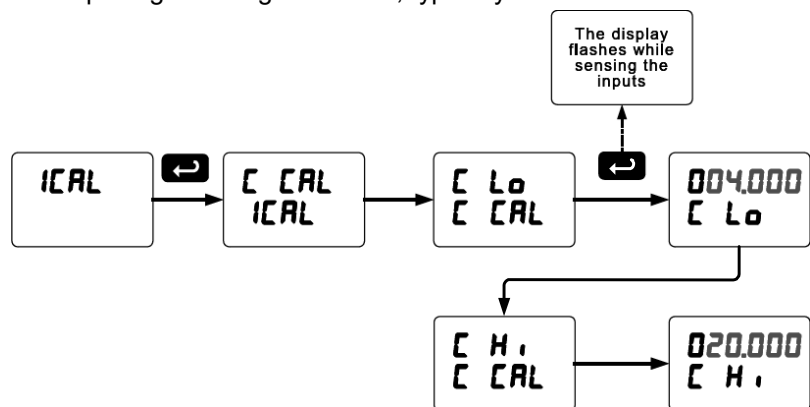 The display
flashes while
sensing the
inputs
ICAL
C CAL
ICAL
C Lo
C CAL
004.000
C Lo
C Hi
C CAL
020.000
C Hi